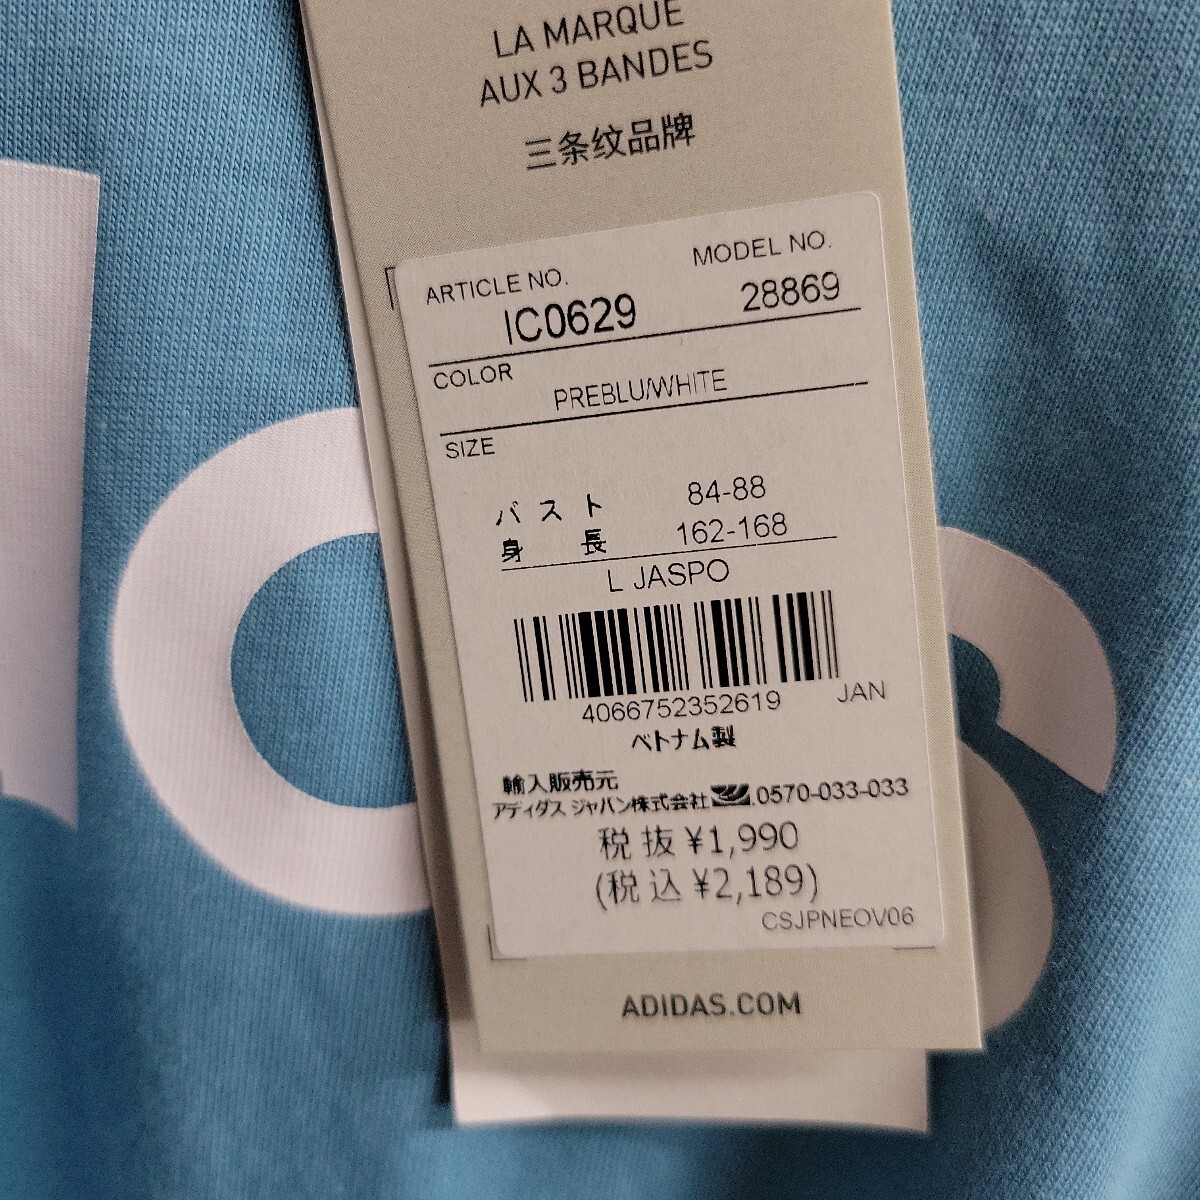 LA MARQUE
AUX 3 BANDES
三条纹品牌
ARTICLE NO.
MODEL NO.
IC0629
28869
COLOR
PREBLU/WHITE
SIZE
バスト 84-88
身長 162-168
L JASPO
4066752352619 JAN
ベトナム製
輸入販売元
アディダス ジャパン株式会社 .0570-033-033
税抜 ¥1,990
(税込 ¥2,189)
CSJPNEOV06
ADIDAS.COM